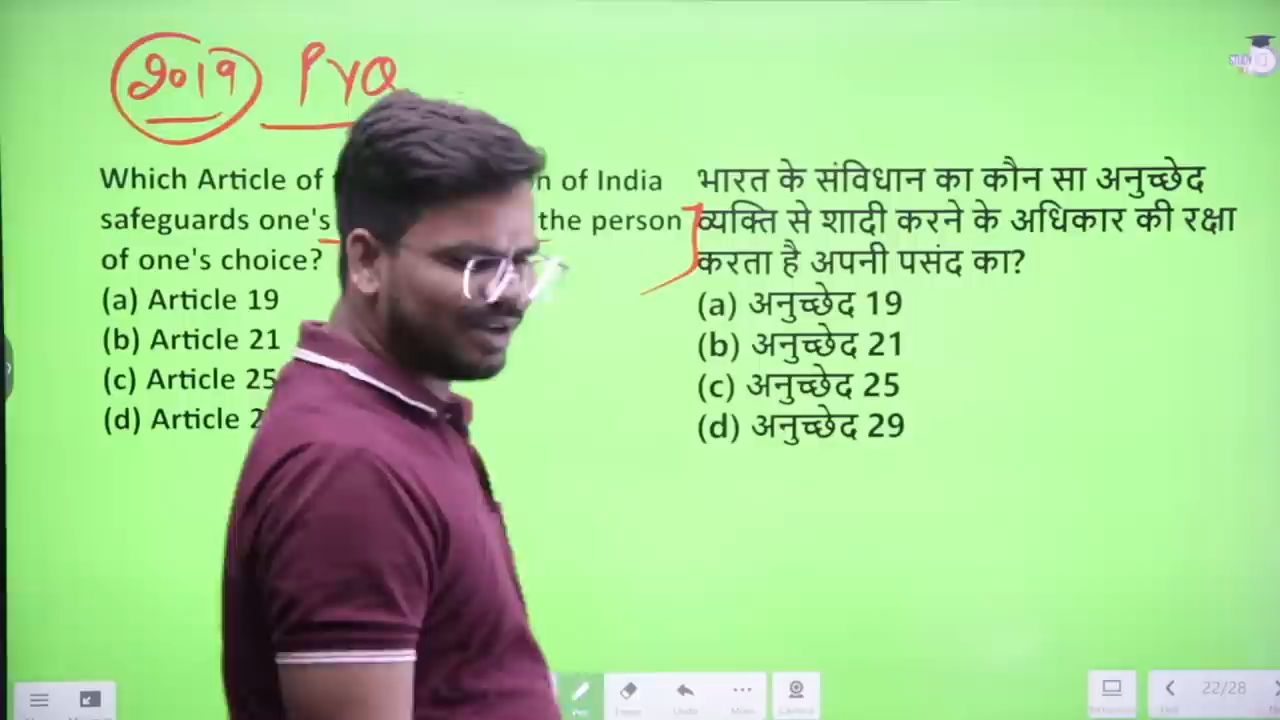 2019 PYQ
Which Article of n of India
safeguards one's the person
of one's choice?
(a) Article 19
(b) Article 21
(c) Article 25
(d) Article 2
भारत के संविधान का कौन सा अनुच्छेद
व्यक्ति से शादी करने के अधिकार की रक्षा
करता है अपनी पसंद का?
(a) अनुच्छेद 19
(b) अनुच्छेद 21
(c) अनुच्छेद 25
(d) अनुच्छेद 29
STUDY
Undo
22/28